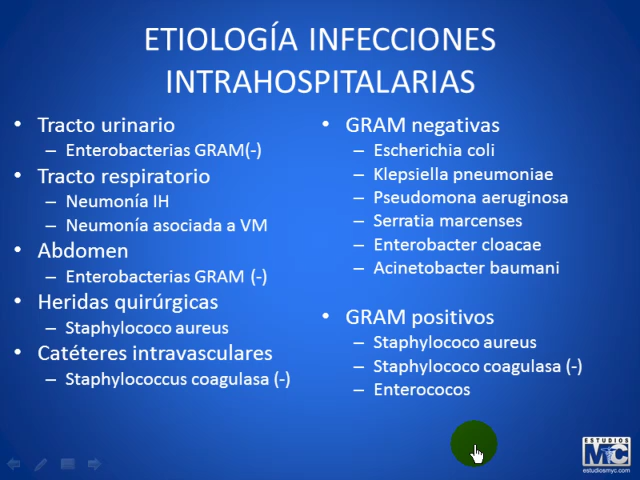 ETIOLOGÍA INFECCIONES
INTRAHOSPITALARIAS
• Tracto urinario
– Enterobacterias GRAM(-)
• Tracto respiratorio
– Neumonía IH
– Neumonía asociada a VM
• Abdomen
– Enterobacterias GRAM (-)
• Heridas quirúrgicas
– Staphylococo aureus
• Catéteres intravasculares
– Staphylococcus coagulasa (-)
• GRAM negativas
– Escherichia coli
– Klepsiella pneumoniae
– Pseudomona aeruginosa
– Serratia marcenses
– Enterobacter cloacae
– Acinetobacter baumani
• GRAM positivos
– Staphylococo aureus
– Staphylococo coagulasa (-)
– Enterococos
ESTUDIOS
MyC
estudiosmyc.com